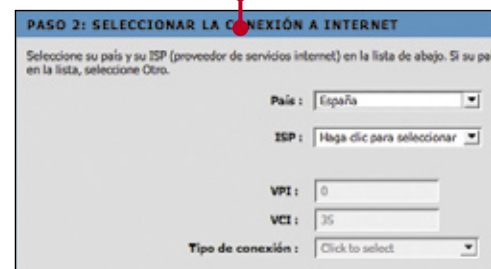 PASO 2: SELECCIONAR LA CONEXIÓN A INTERNET
Seleccione su país y su ISP (proveedor de servicios internet) en la lista de abajo. Si su pa
en la lista, seleccione Otro.
País : España
ISP : Haga clic para seleccionar
VPI : 0
VCI : 35
Tipo de conexión : Click to select